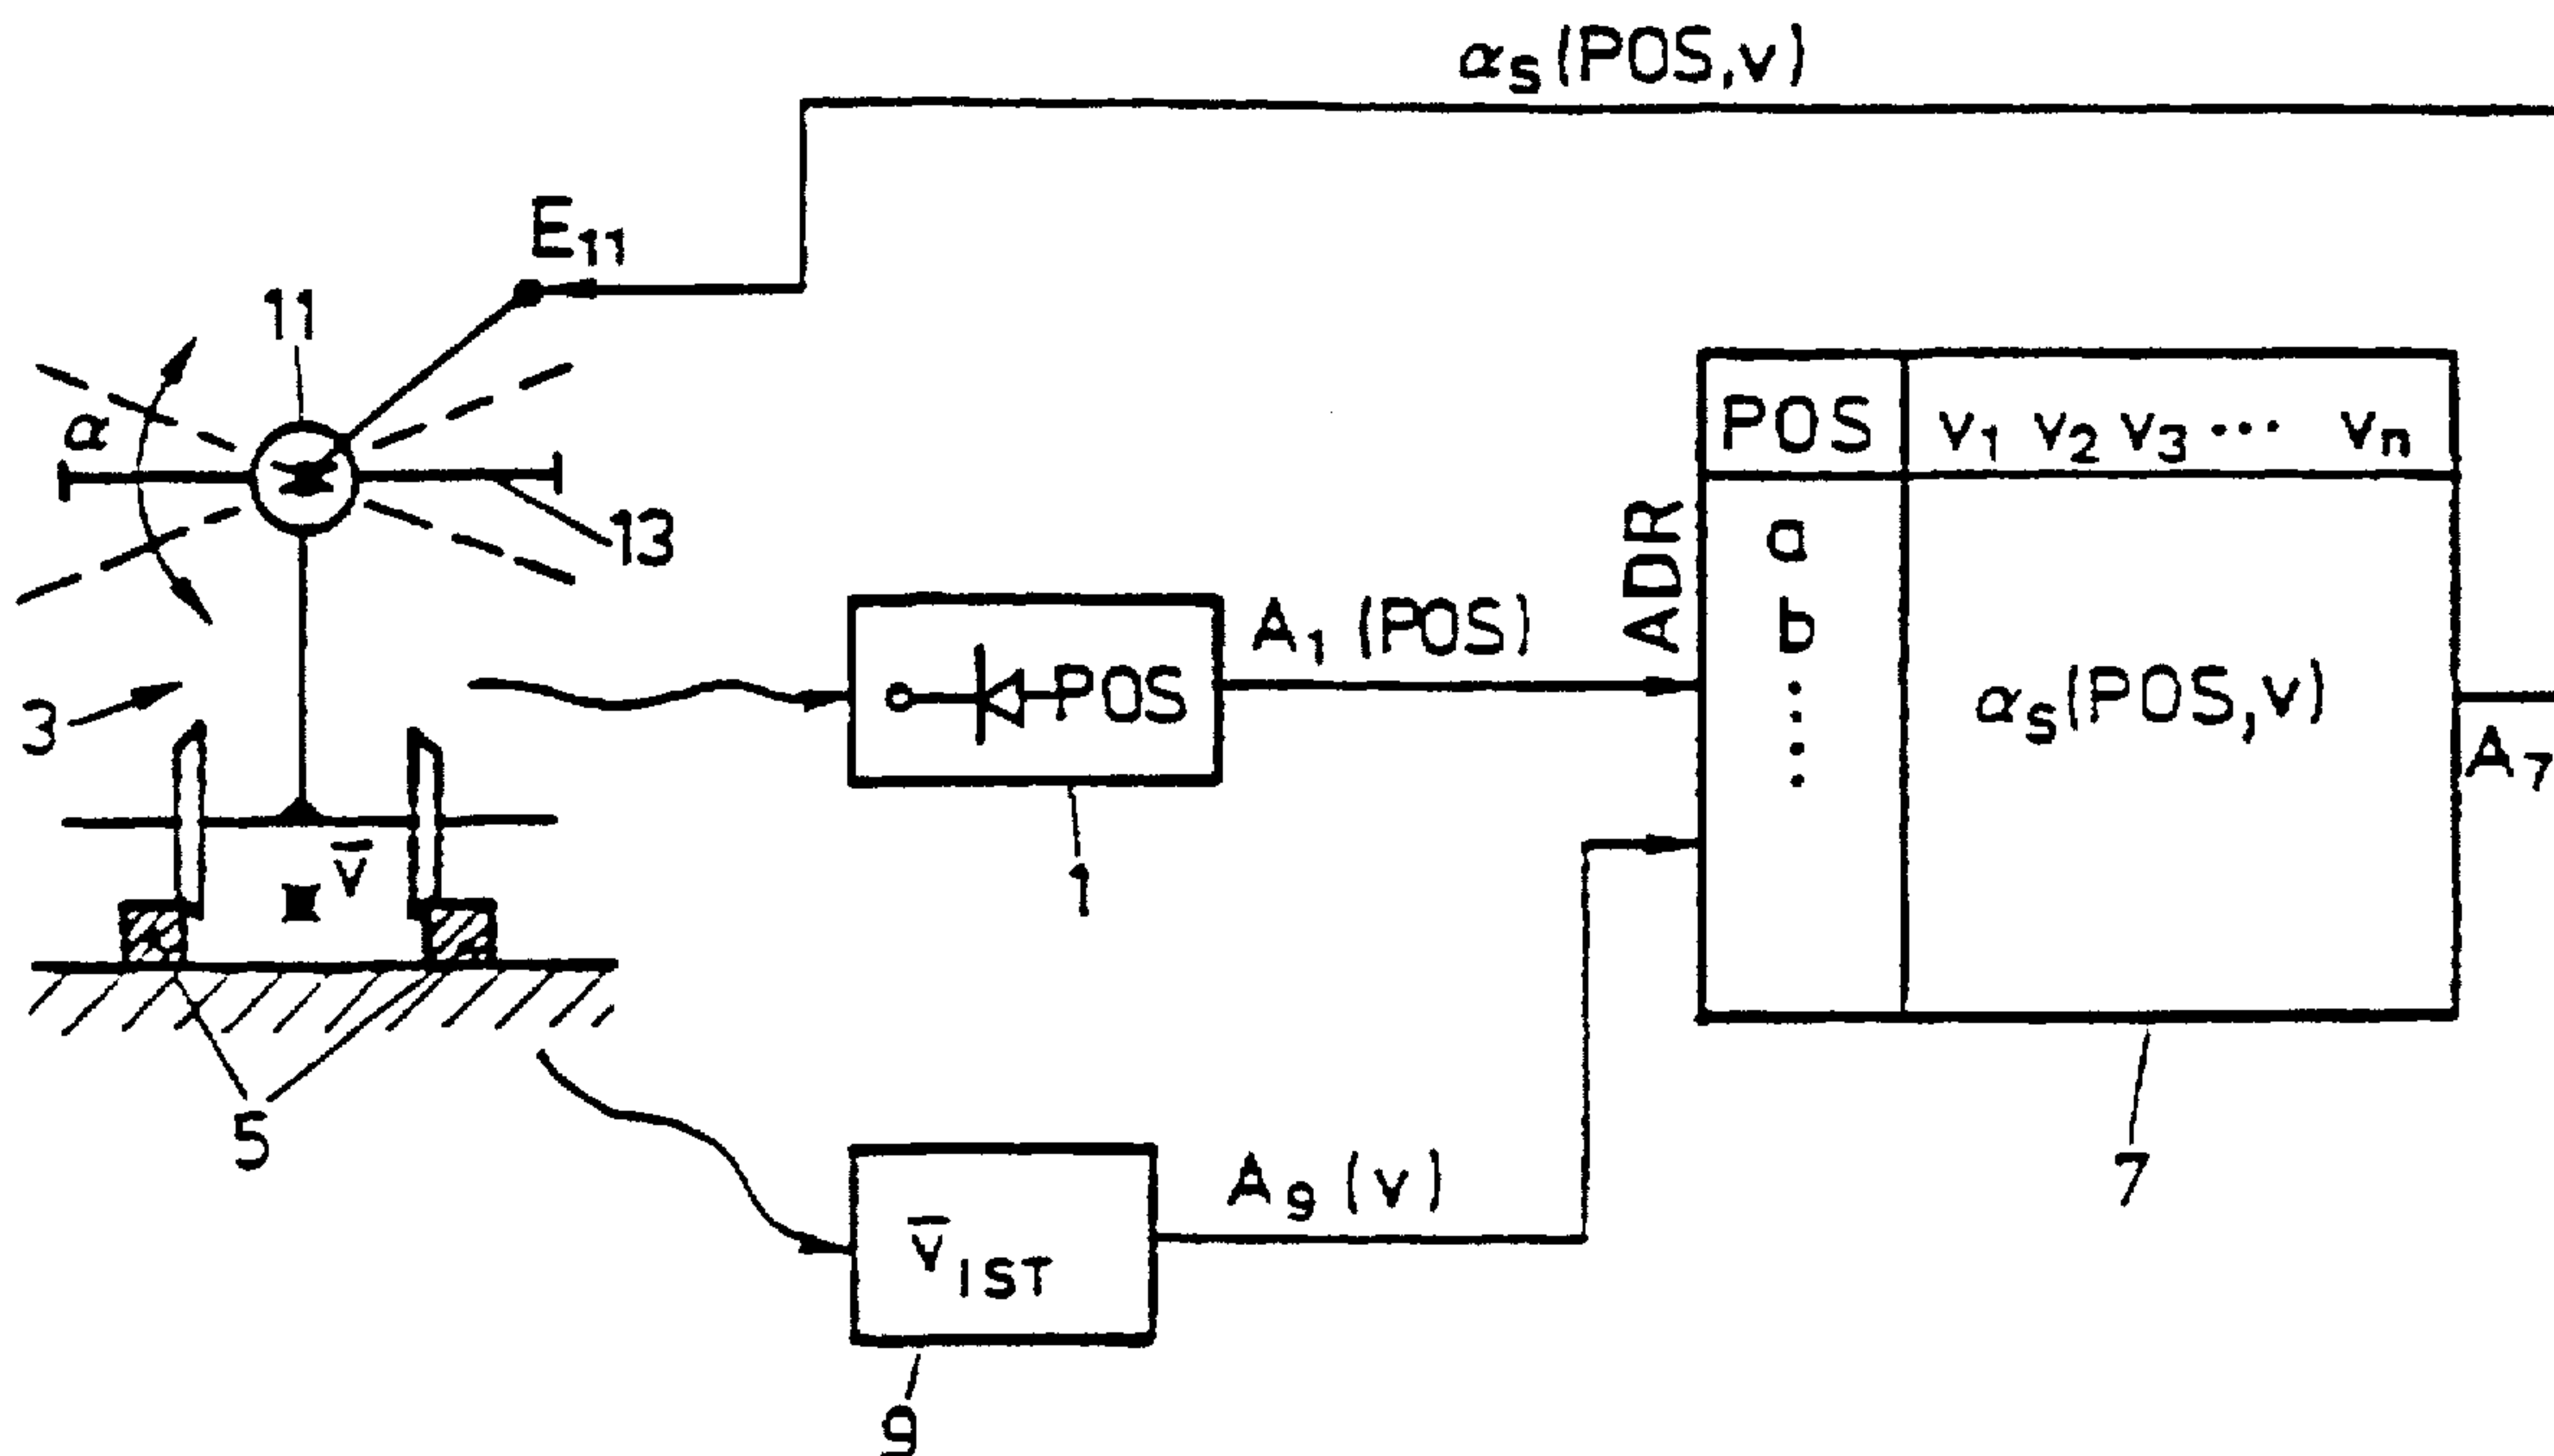 αs(POS,v)
E11
11
α
13
POS v1 v2 v3 ··· vn
ADR
a
b
αs(POS,v)
A1 (POS)
POS
3
A7
1
v̄
5
A9 (v)
v̄IST
7
9